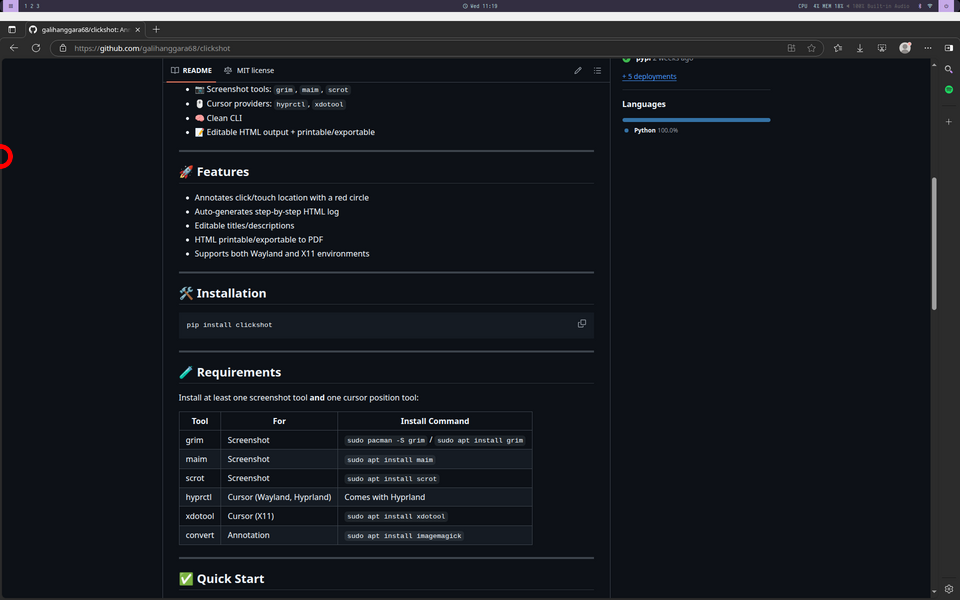 1 2 3
Wed 11:19
CPU 4% MEM 18% 100% Built-in Audio
galihanggara68/clickshot: An
https://github.com/galihanggara68/clickshot
README
MIT license
Screenshot tools: grim, maim, scrot
Cursor providers: hyprctl, xdotool
Clean CLI
Editable HTML output + printable/exportable
Features
Annotates click/touch location with a red circle
Auto-generates step-by-step HTML log
Editable titles/descriptions
HTML printable/exportable to PDF
Supports both Wayland and X11 environments
Installation
pip install clickshot
Requirements
Install at least one screenshot tool and one cursor position tool:
Tool For Install Command
grim Screenshot sudo pacman -S grim / sudo apt install grim
maim Screenshot sudo apt install maim
scrot Screenshot sudo apt install scrot
hyprctl Cursor (Wayland, Hyprland) Comes with Hyprland
xdotool Cursor (X11) sudo apt install xdotool
convert Annotation sudo apt install imagemagick
Quick Start
pypi 2 weeks ago
+ 5 deployments
Languages
Python 100.0%